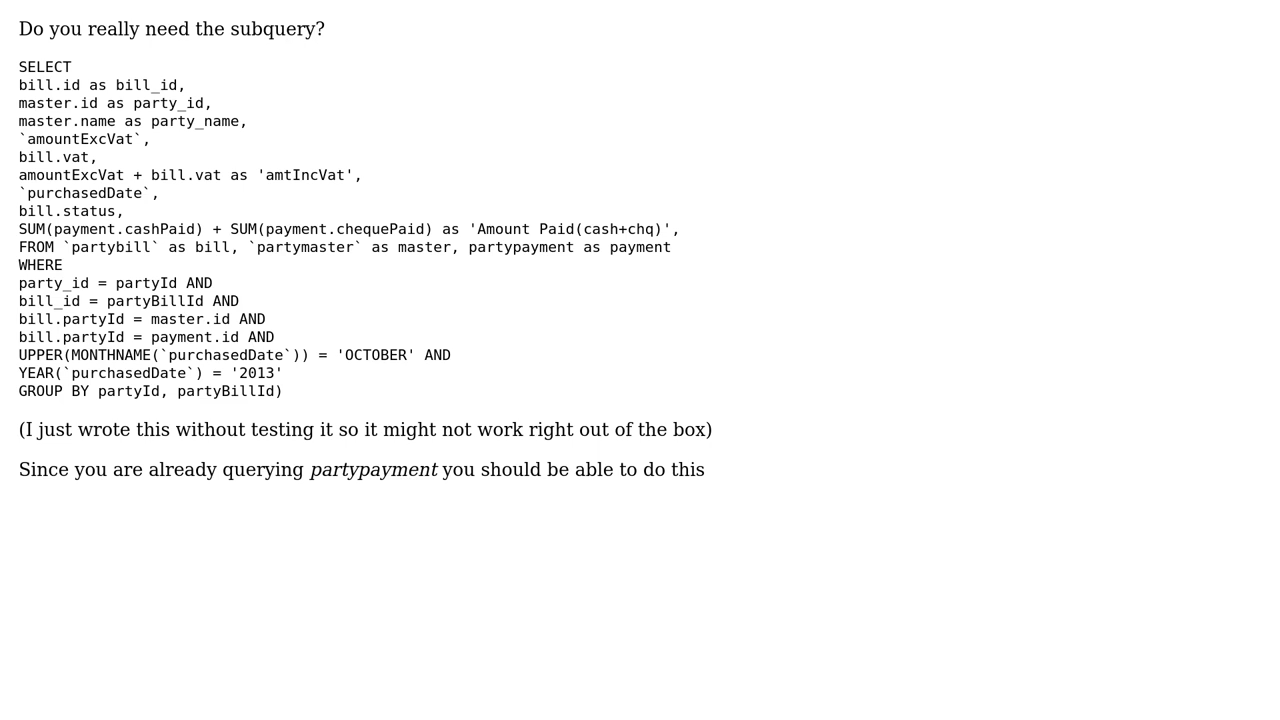 Do you really need the subquery?
SELECT
bill.id as bill_id,
master.id as party_id,
master.name as party_name,
`amountExcVat`,
bill.vat,
amountExcVat + bill.vat as 'amtIncVat',
`purchasedDate`,
bill.status,
SUM(payment.cashPaid) + SUM(payment.chequePaid) as 'Amount Paid(cash+chq)',
FROM `partybill` as bill, `partymaster` as master, partypayment as payment
WHERE
party_id = partyId AND
bill_id = partyBillId AND
bill.partyId = master.id AND
bill.partyId = payment.id AND
UPPER(MONTHNAME(`purchasedDate`)) = 'OCTOBER' AND
YEAR(`purchasedDate`) = '2013'
GROUP BY partyId, partyBillId)
(I just wrote this without testing it so it might not work right out of the box)
Since you are already querying partypayment you should be able to do this